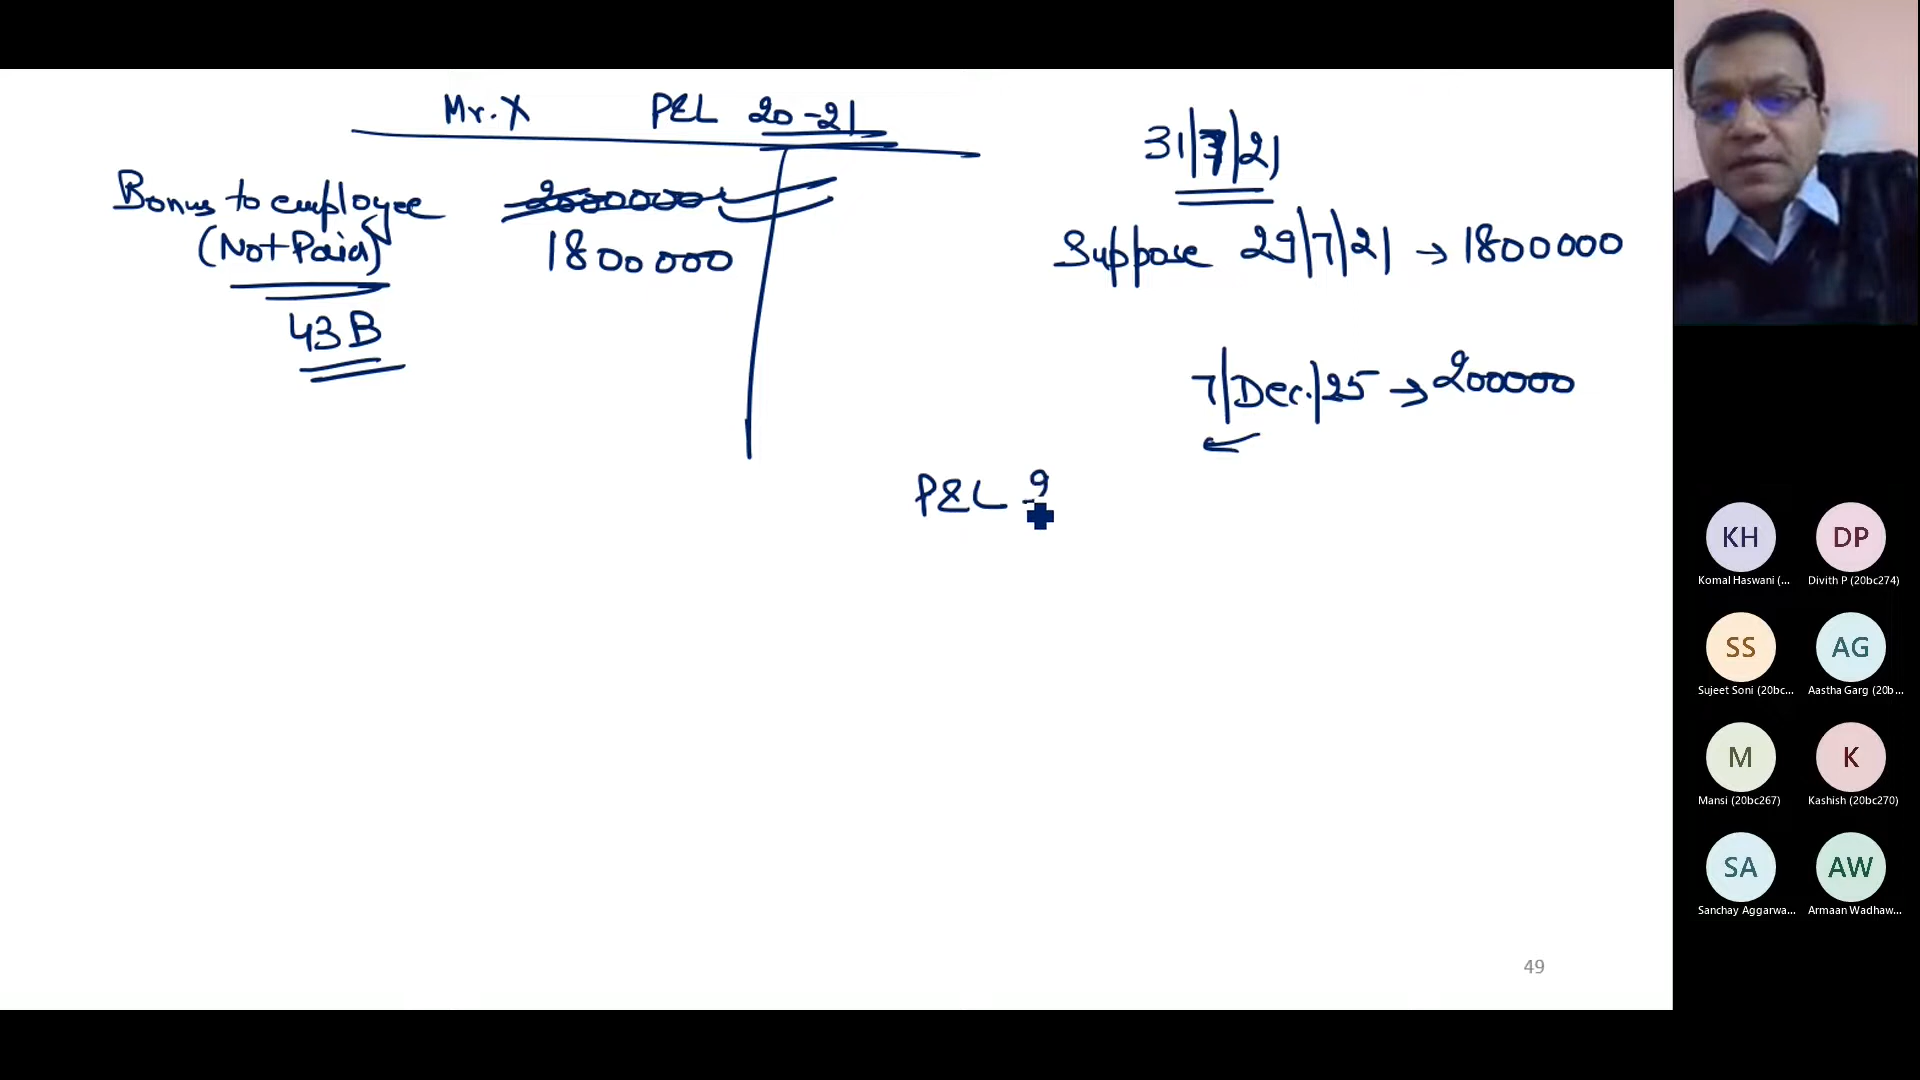 Mr. X P&L 20-21
Bonus to employee 2000000
(Not Paid) 1800000
43B
31/7/21
Suppose 29/7/21 → 1800000
7/Dec./25 → 200000
P&L 2
49
KH
Komal Haswani (...
DP
Divith P (20bc274)
SS
Sujeet Soni (20bc...
AG
Aastha Garg (20b...
M
Mansi (20bc267)
K
Kashish (20bc270)
SA
Sanchay Aggarwa...
AW
Armaan Wadhaw...